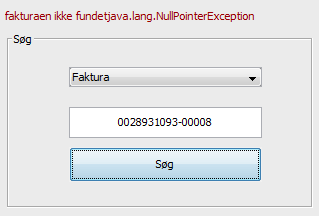 fakturaen ikke fundetjava.lang.NullPointerException
Søg
Faktura
0028931093-00008
Søg